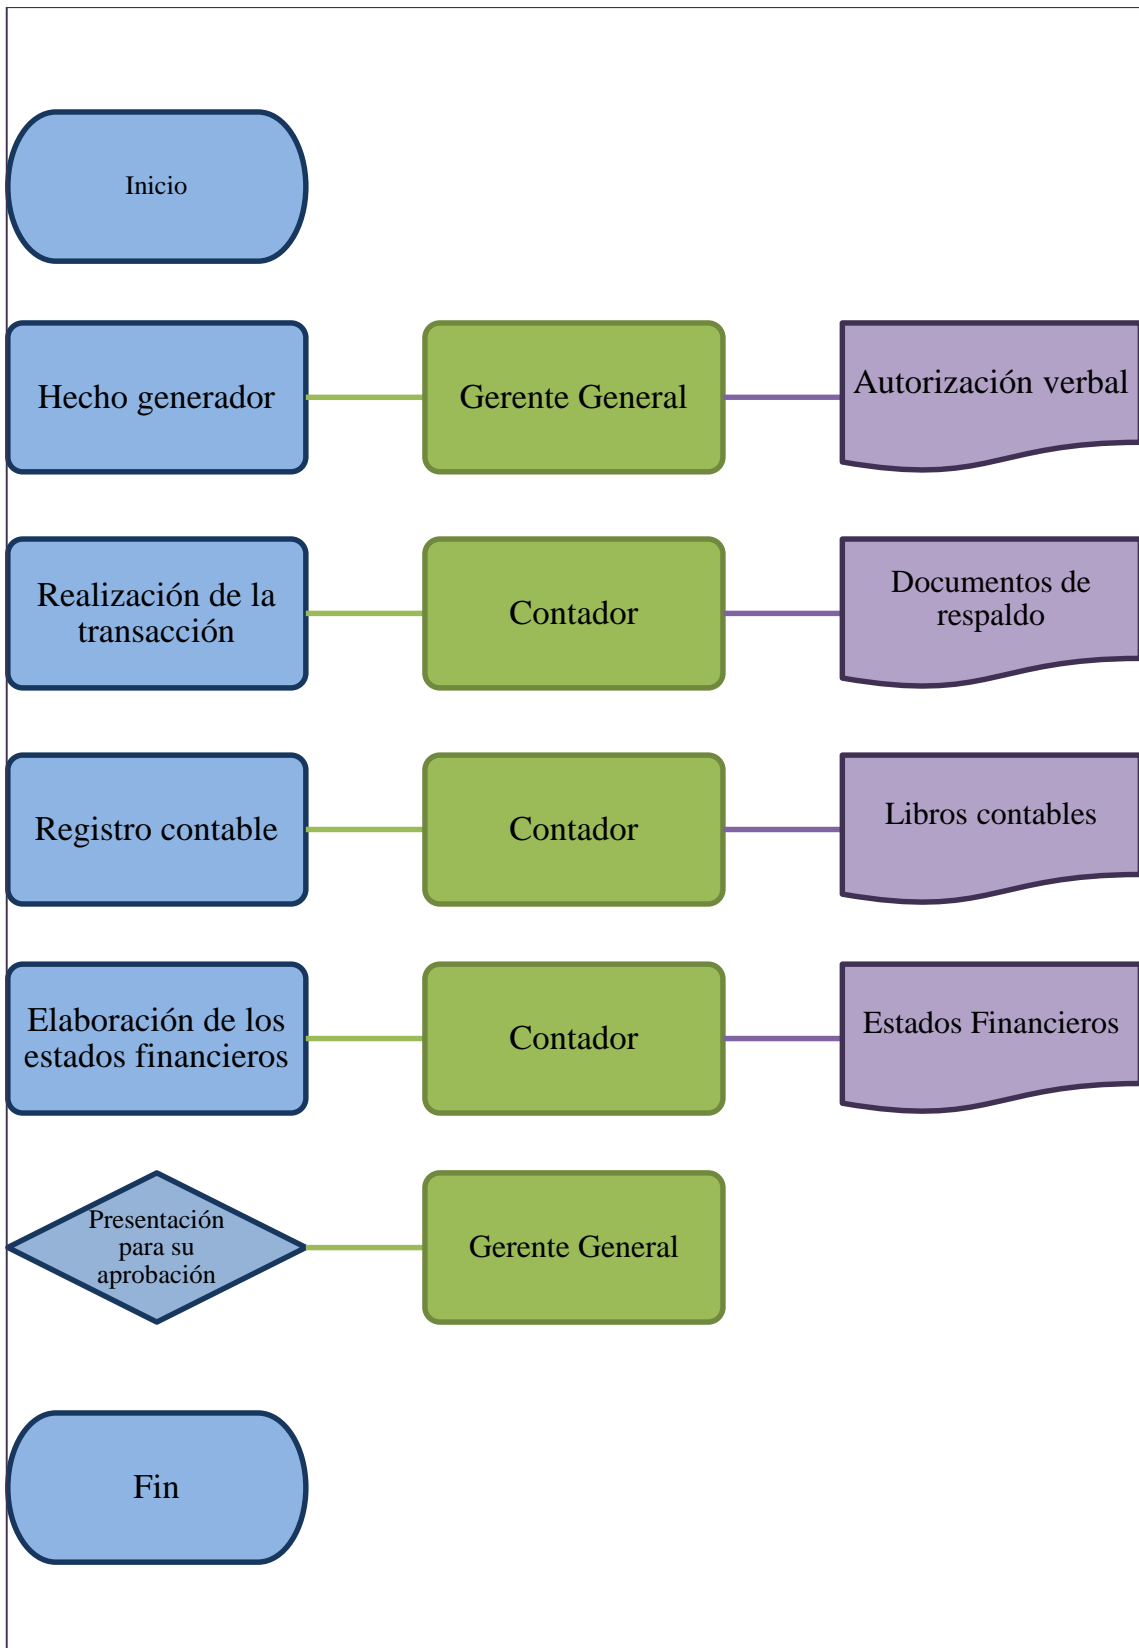 Inicio
Hecho generador
Gerente General
Autorización verbal
Realización de la
transacción
Contador
Documentos de
respaldo
Registro contable
Contador
Libros contables
Elaboración de los
estados financieros
Contador
Estados Financieros
Presentación
para su
aprobación
Gerente General
Fin